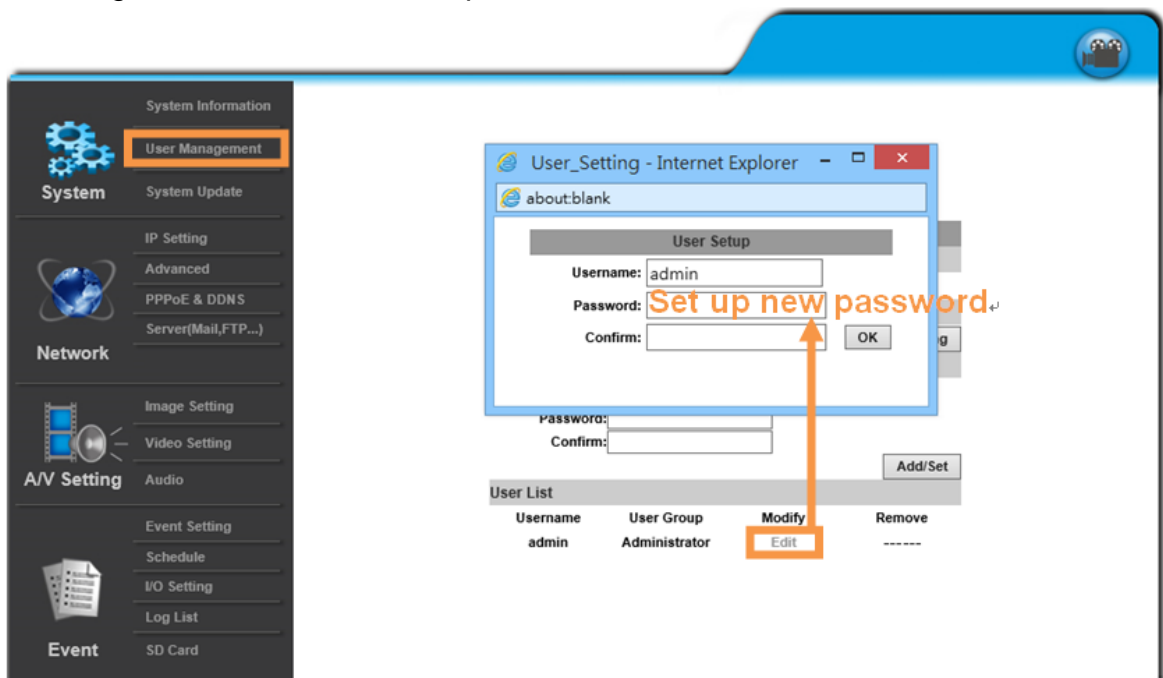 System Information
User Management
System Update
System
IP Setting
Advanced
PPPoE & DDNS
Server(Mail,FTP...)
Network
Image Setting
Video Setting
Audio
A/V Setting
Event Setting
Schedule
I/O Setting
Log List
SD Card
Event
User_Setting - Internet Explorer
about:blank
User Setup
Username: admin
Password: Set up new password
Confirm: OK
Password:
Confirm:
Add/Set
User List
Username User Group Modify Remove
admin Administrator Edit ------